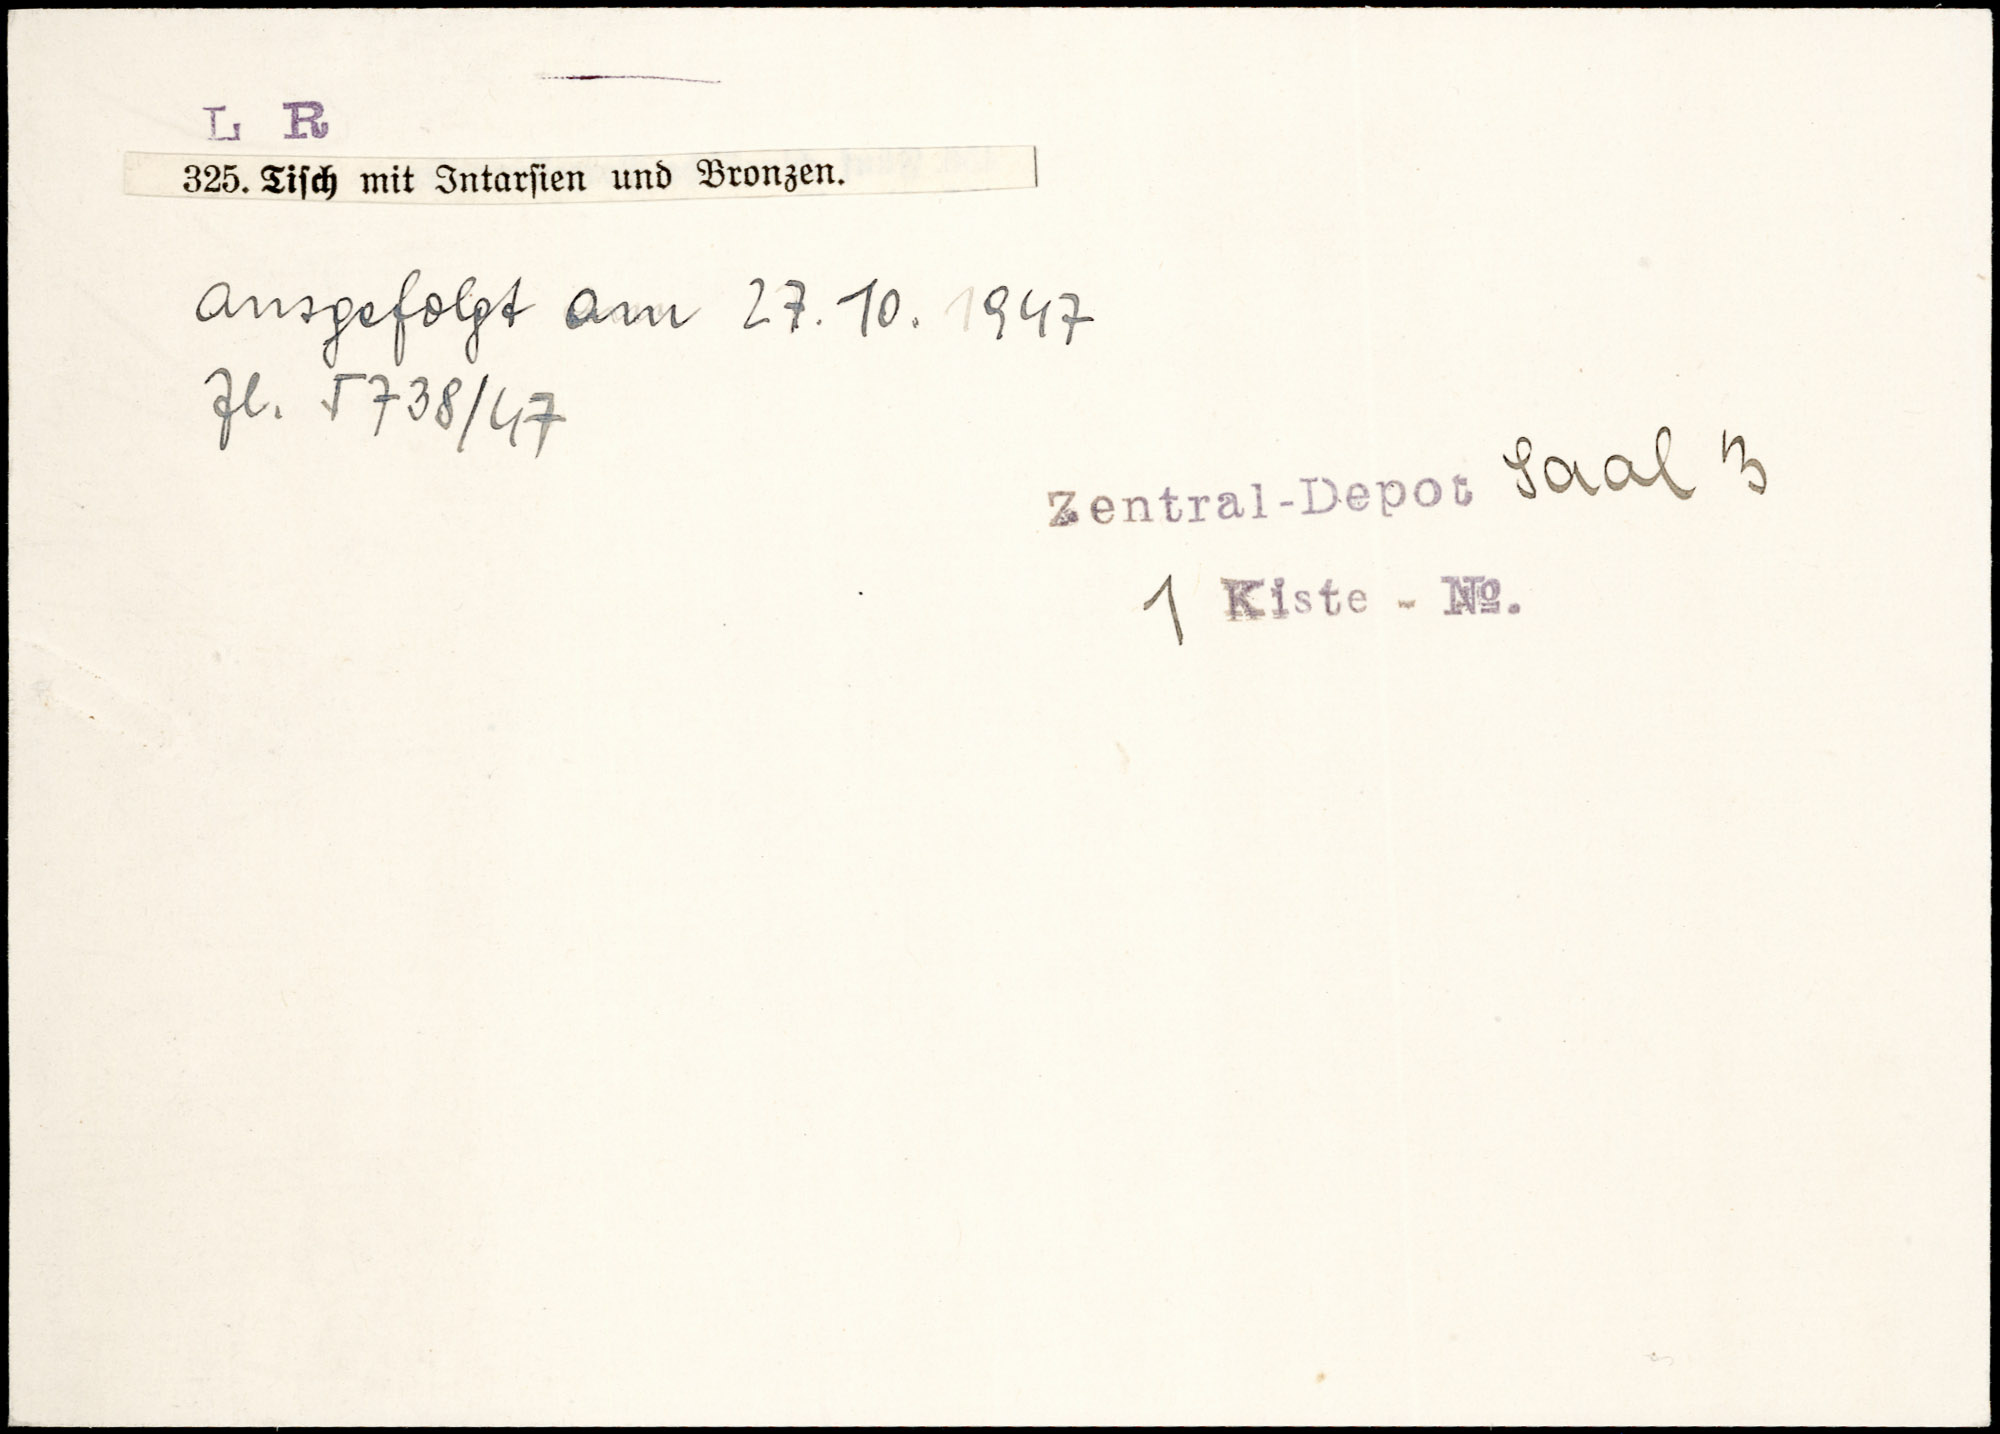 L R
325. Tiſch mit Intarſien und Bronzen.
ausgefolgt am 27. 10. 1947
Zl. 5738/47
Zentral-Depot Saal 3
1 Kiste - No.